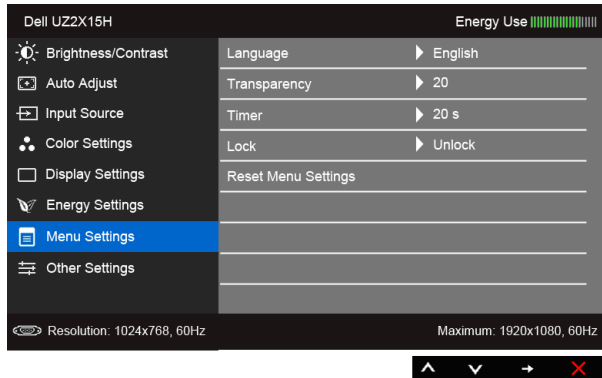 Dell UZ2X15H Energy Use
Brightness/Contrast Language English
Auto Adjust Transparency 20
Input Source Timer 20 s
Color Settings Lock Unlock
Display Settings Reset Menu Settings
Energy Settings
Menu Settings
Other Settings
Resolution: 1024x768, 60Hz Maximum: 1920x1080, 60Hz